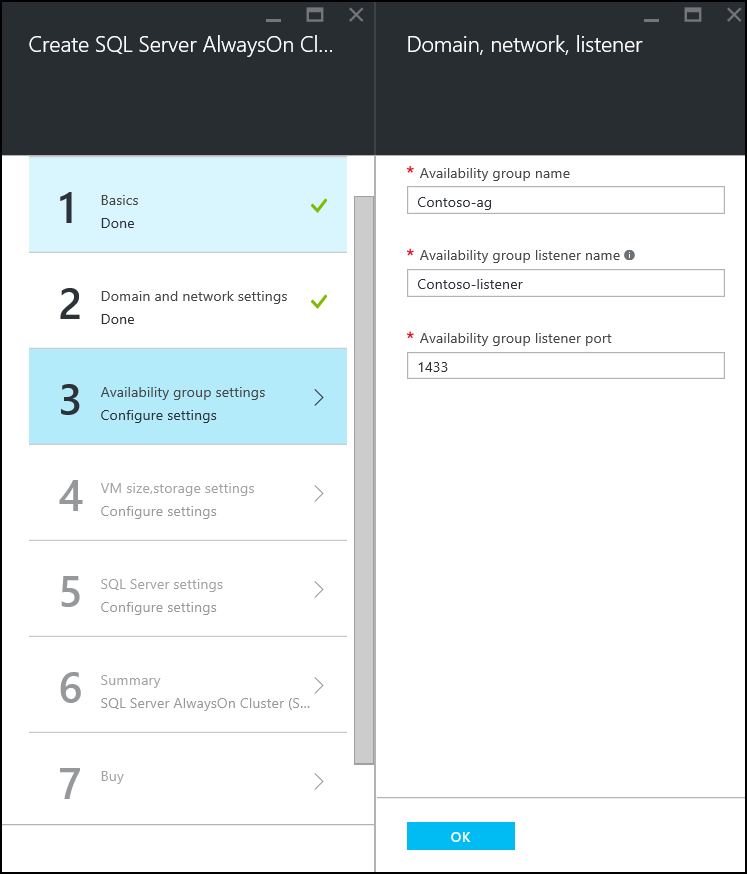 Create SQL Server AlwaysOn Cl...
1
Basics
Done
2
Domain and network settings
Done
3
Availability group settings
Configure settings
4
VM size,storage settings
Configure settings
5
SQL Server settings
Configure settings
6
Summary
SQL Server AlwaysOn Cluster (S...
7
Buy
Domain, network, listener
* Availability group name
Contoso-ag
* Availability group listener name
Contoso-listener
* Availability group listener port
1433
OK